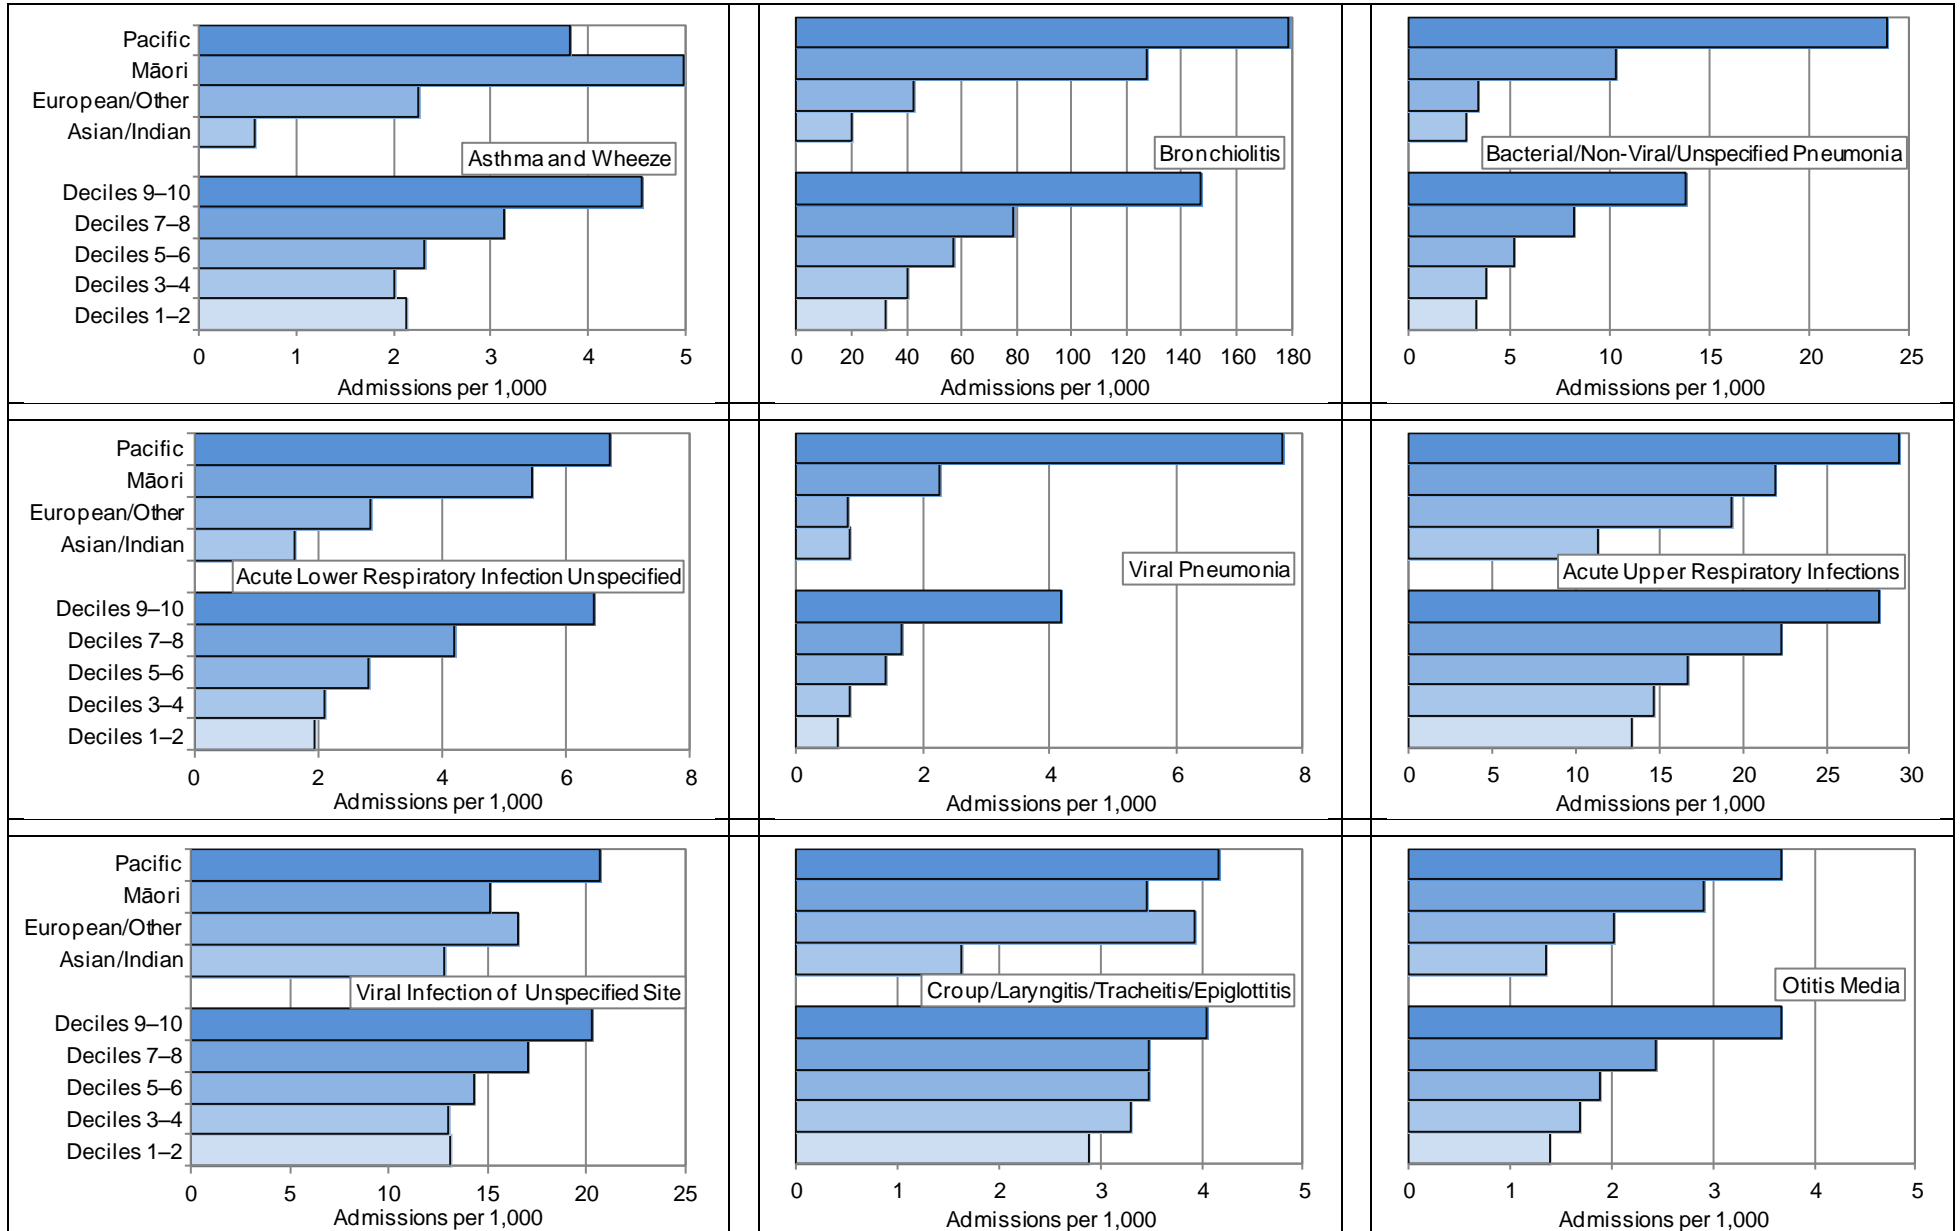 Pacific
Māori
European/Other
Asian/Indian
Asthma and Wheeze
Deciles 9–10
Deciles 7–8
Deciles 5–6
Deciles 3–4
Deciles 1–2
0 1 2 3 4 5
Admissions per 1,000
Bronchiolitis
0 20 40 60 80 100 120 140 160 180
Admissions per 1,000
Bacterial/Non-Viral/Unspecified Pneumonia
0 5 10 15 20 25
Admissions per 1,000
Pacific
Māori
European/Other
Asian/Indian
Acute Lower Respiratory Infection Unspecified
Deciles 9–10
Deciles 7–8
Deciles 5–6
Deciles 3–4
Deciles 1–2
0 2 4 6 8
Admissions per 1,000
Viral Pneumonia
0 2 4 6 8
Admissions per 1,000
Acute Upper Respiratory Infections
0 5 10 15 20 25 30
Admissions per 1,000
Pacific
Māori
European/Other
Asian/Indian
Viral Infection of Unspecified Site
Deciles 9–10
Deciles 7–8
Deciles 5–6
Deciles 3–4
Deciles 1–2
0 5 10 15 20 25
Admissions per 1,000
Croup/Laryngitis/Tracheitis/Epiglottitis
0 1 2 3 4 5
Admissions per 1,000
Otitis Media
0 1 2 3 4 5
Admissions per 1,000